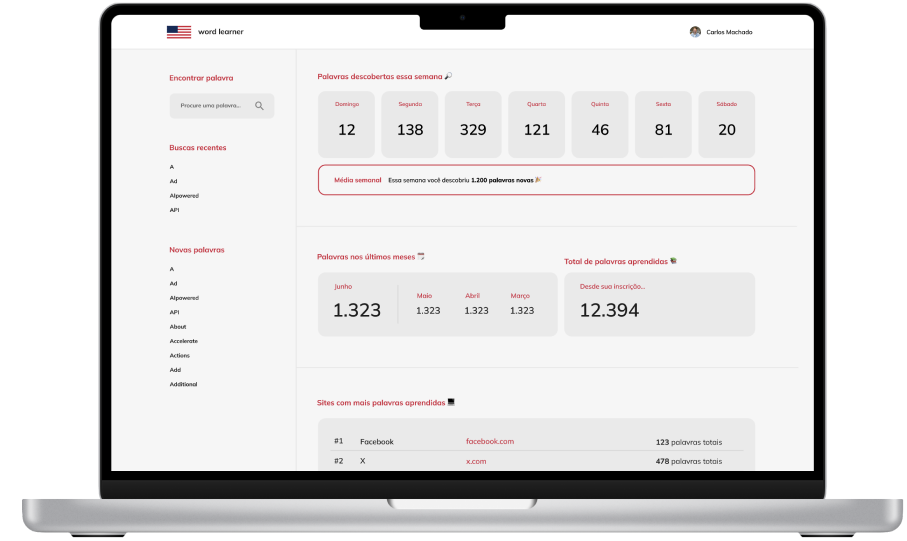 word learner
Carlos Machado
Encontrar palavra
Procure uma palavra...
Buscas recentes
A
Ad
AIpowered
API
Novas palavras
A
Ad
AIpowered
API
About
Accelerate
Actions
Add
Additional
Palavras descobertas essa semana
Domingo Segunda Terça Quarta Quinta Sexta Sábado
12 138 329 121 46 81 20
Média semanal Essa semana você descobriu 1.200 palavras novas
Palavras nos últimos meses
Junho Maio Abril Março
1.323 1.323 1.323 1.323
Total de palavras aprendidas
Desde sua inscrição...
12.394
Sites com mais palavras aprendidas
#1 Facebook facebook.com 123 palavras totais
#2 X x.com 478 palavras totais